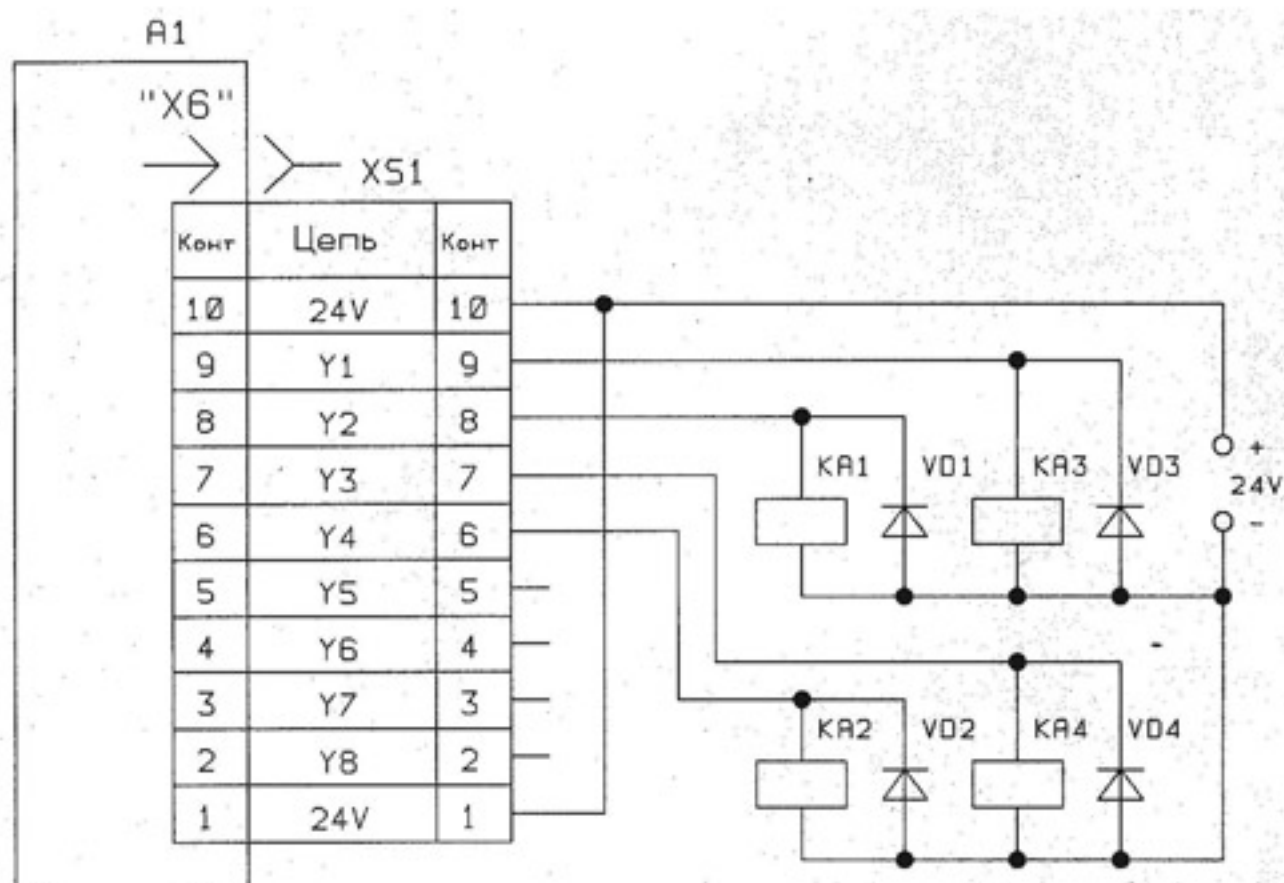 A1
"X6"
XS1
Конт Цепь Конт
10 24V 10
9 Y1 9
8 Y2 8
7 Y3 7
6 Y4 6
5 Y5 5
4 Y6 4
3 Y7 3
2 Y8 2
1 24V 1
KA1 VD1 KA3 VD3
+
24V
-
KA2 VD2 KA4 VD4